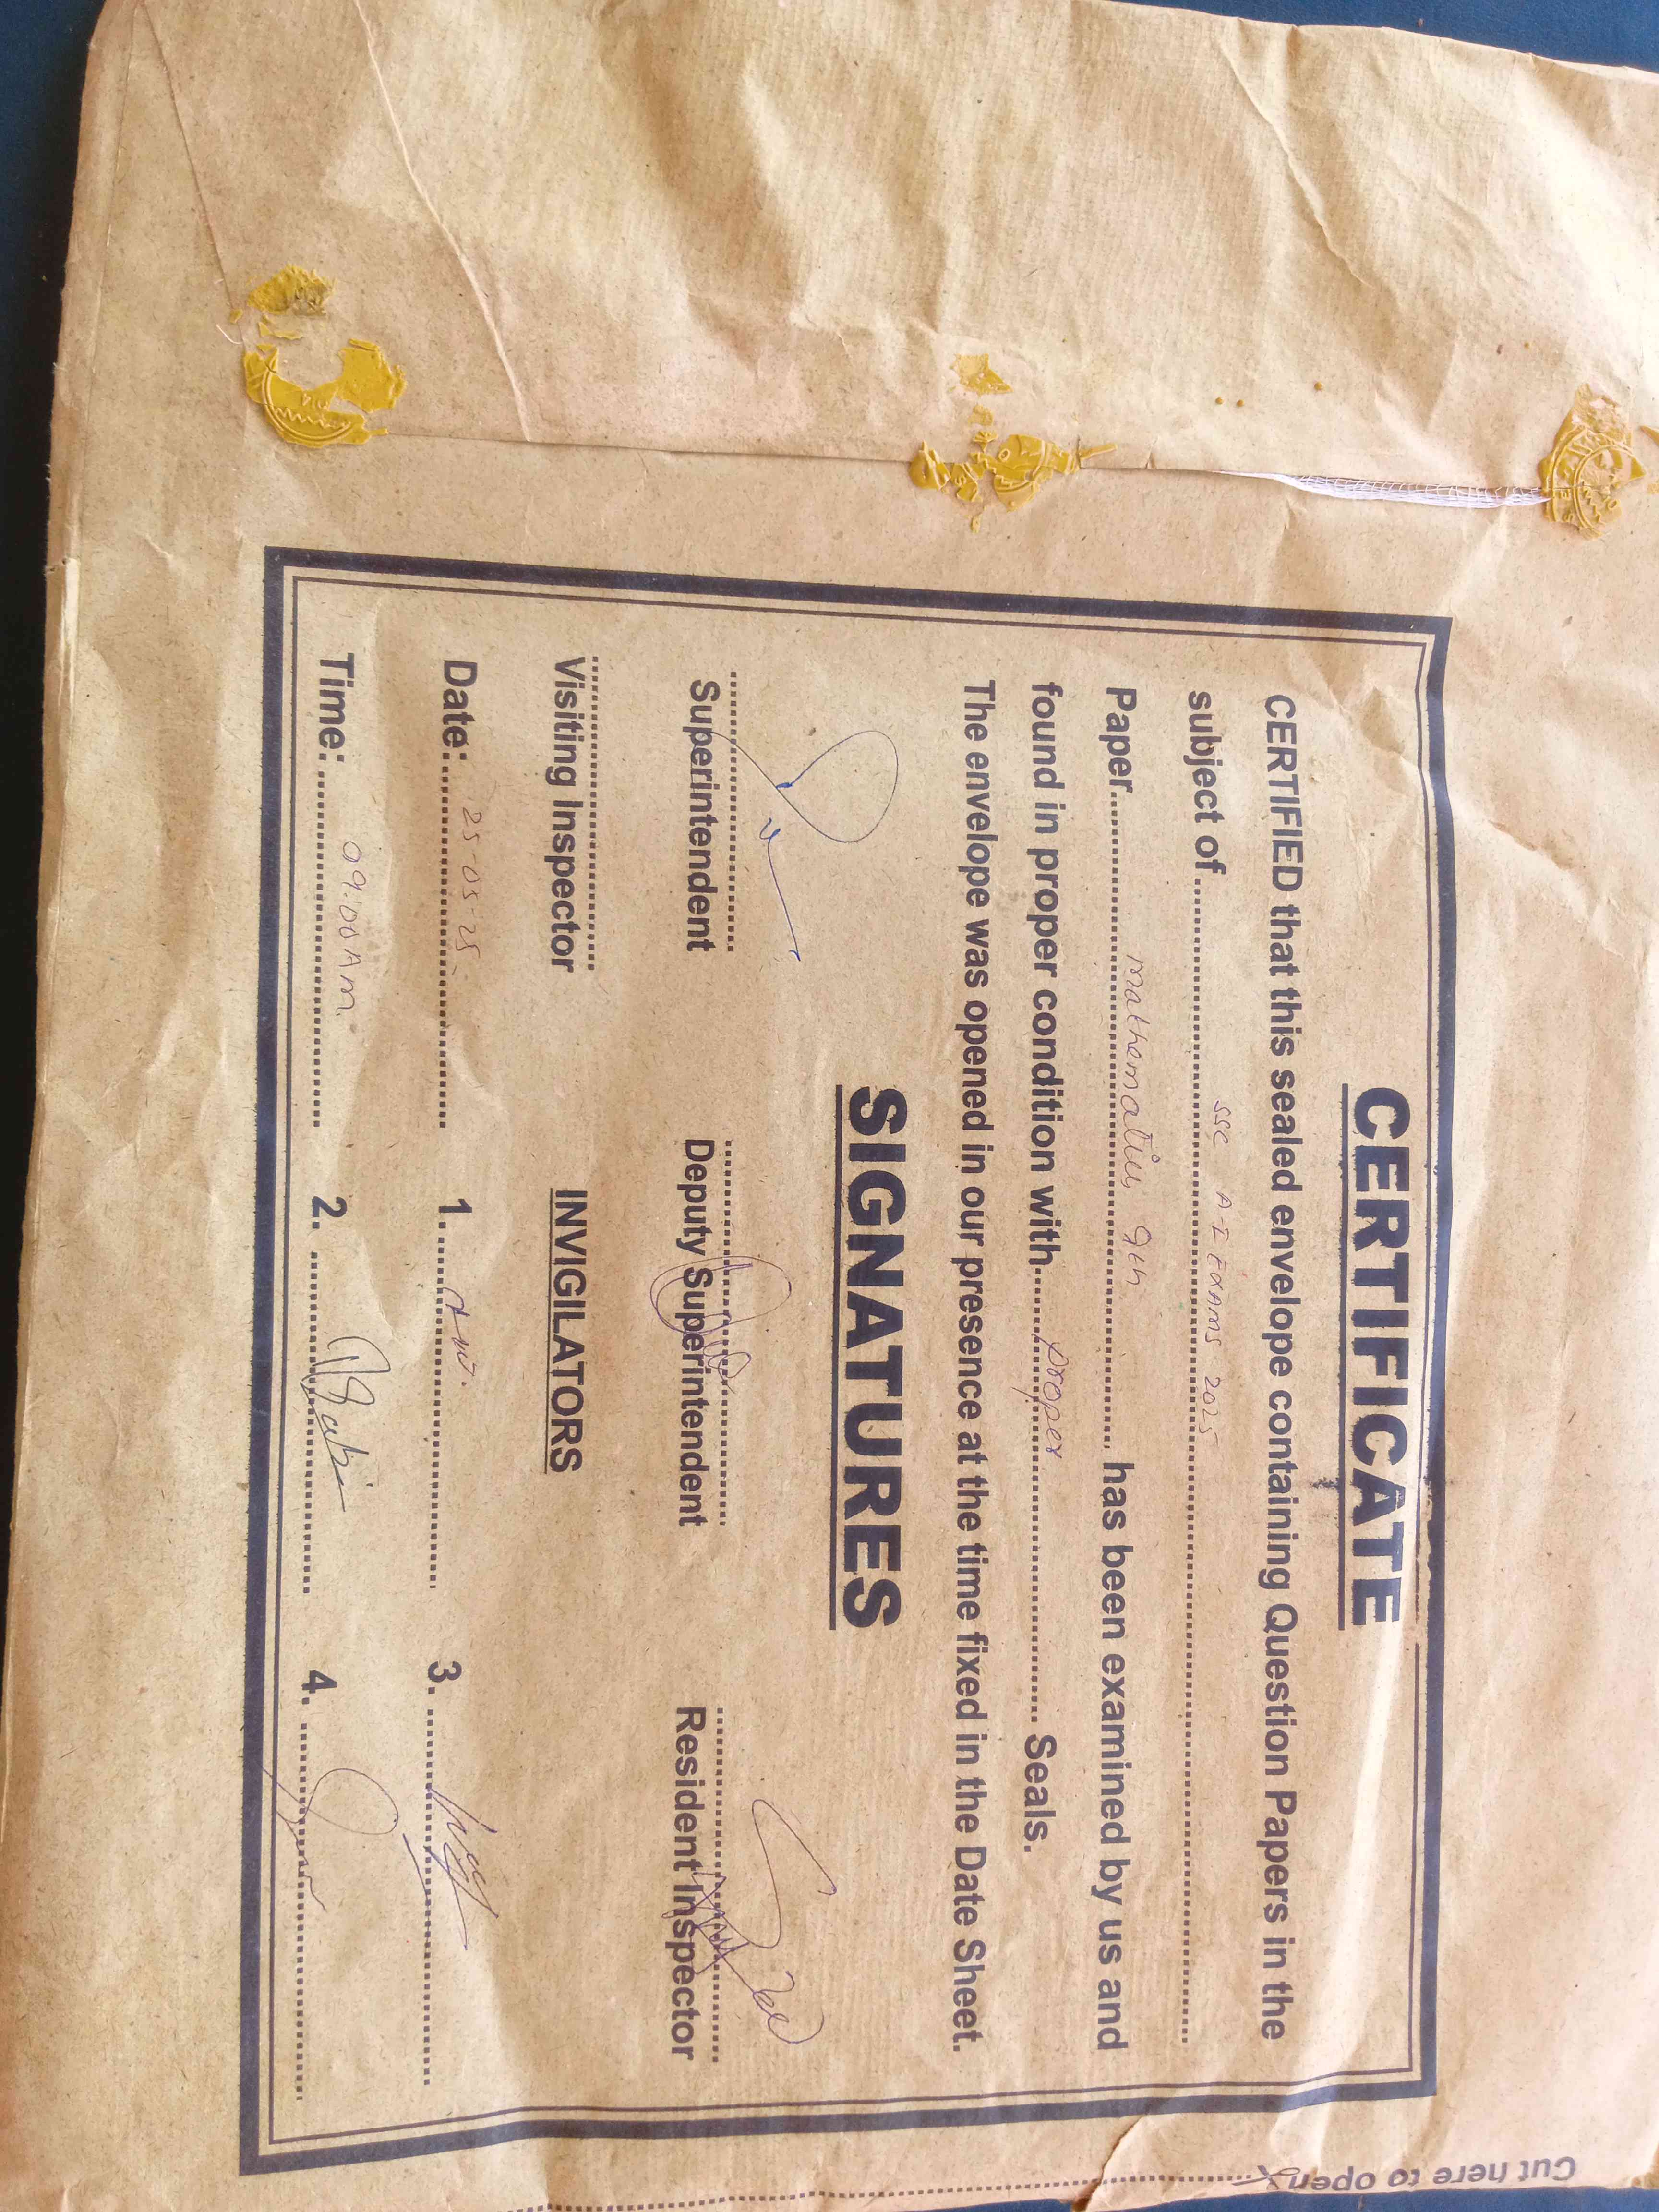 CERTIFICATE
CERTIFIED that this sealed envelope containing Question Papers in the
subject of................ SSC A-I EXAMS 2025................
Paper................ mathematics 9th................, has been examined by us and
found in proper condition with........ proper................ Seals.
The envelope was opened in our presence at the time fixed in the Date Sheet.
SIGNATURES
Superintendent Deputy Superintendent Resident Inspector
Visiting Inspector INVIGILATORS
Date:.... 25-03-25................ 1................ 3................
Time:........ 09:00AM................ 2................ 4................
Cut here to open